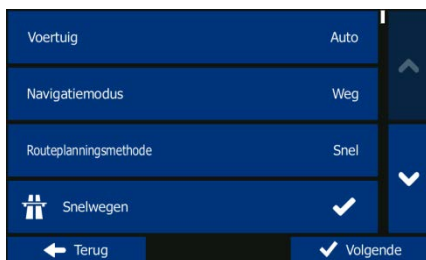 Voertuig Auto
Navigatiemodus Weg
Routeplanningsmethode Snel
Snelwegen
Terug Volgende